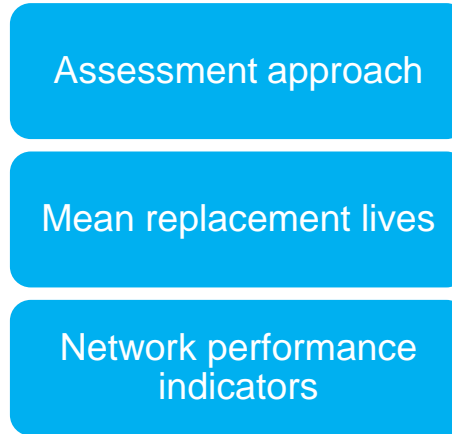 Assessment approach
Mean replacement lives
Network performance
indicators